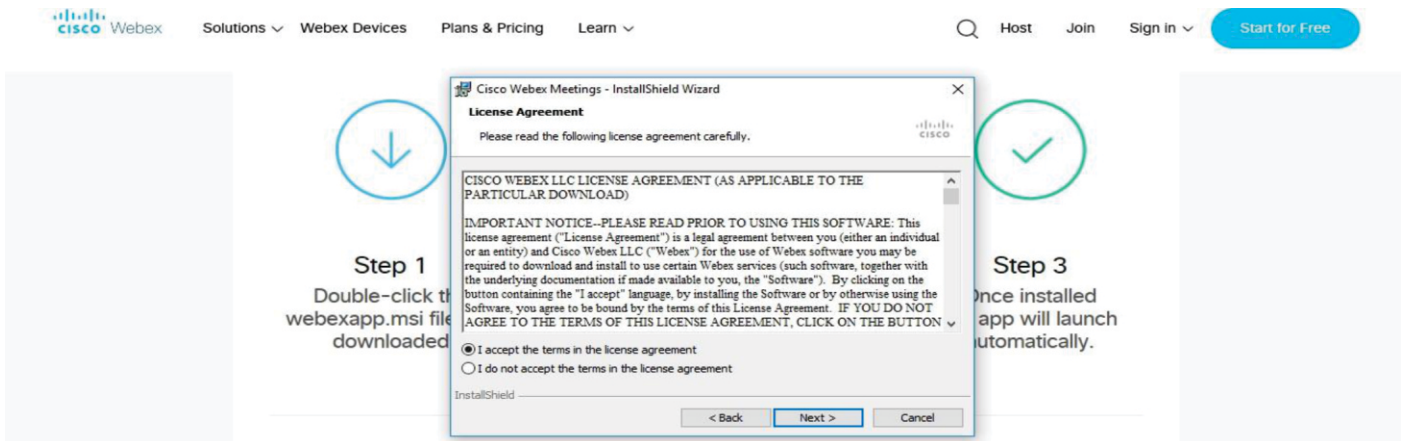 cisco Webex Solutions Webex Devices Plans & Pricing Learn Host Join Sign in Start for Free
Cisco Webex Meetings - InstallShield Wizard
License Agreement
Please read the following license agreement carefully.
cisco
CISCO WEBEX LLC LICENSE AGREEMENT (AS APPLICABLE TO THE
PARTICULAR DOWNLOAD)
IMPORTANT NOTICE--PLEASE READ PRIOR TO USING THIS SOFTWARE: This
license agreement ("License Agreement") is a legal agreement between you (either an individual
or an entity) and Cisco Webex LLC ("Webex") for the use of Webex software you may be
required to download and install to use certain Webex services (such software, together with
the underlying documentation if made available to you, the "Software"). By clicking on the
button containing the "I accept" language, by installing the Software or by otherwise using the
Software, you agree to be bound by the terms of this License Agreement. IF YOU DO NOT
AGREE TO THE TERMS OF THIS LICENSE AGREEMENT, CLICK ON THE BUTTON
I accept the terms in the license agreement
I do not accept the terms in the license agreement
InstallShield
< Back Next > Cancel
Step 1
Double-click
webexapp.msi
downloaded
Step 3
installed
app will launch